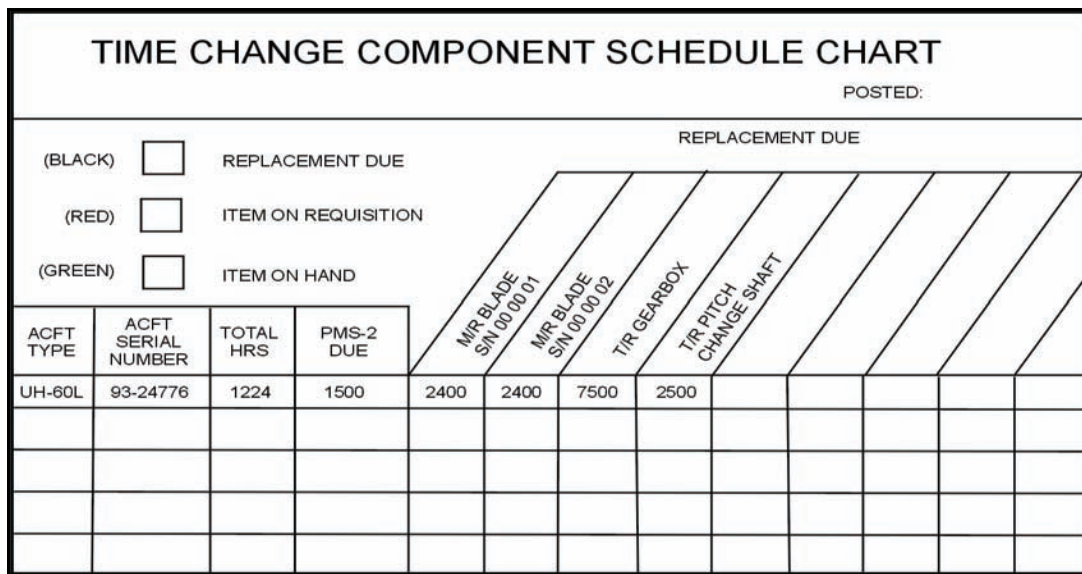 TIME CHANGE COMPONENT SCHEDULE CHART
POSTED:
REPLACEMENT DUE
(BLACK) REPLACEMENT DUE
(RED) ITEM ON REQUISITION
(GREEN) ITEM ON HAND
M/R BLADE
S/N 00 00 01
M/R BLADE
S/N 00 00 02
T/R GEARBOX
T/R PITCH
CHANGE SHAFT
ACFT
TYPE
ACFT
SERIAL
NUMBER
TOTAL
HRS
PMS-2
DUE
UH-60L 93-24776 1224 1500 2400 2400 7500 2500